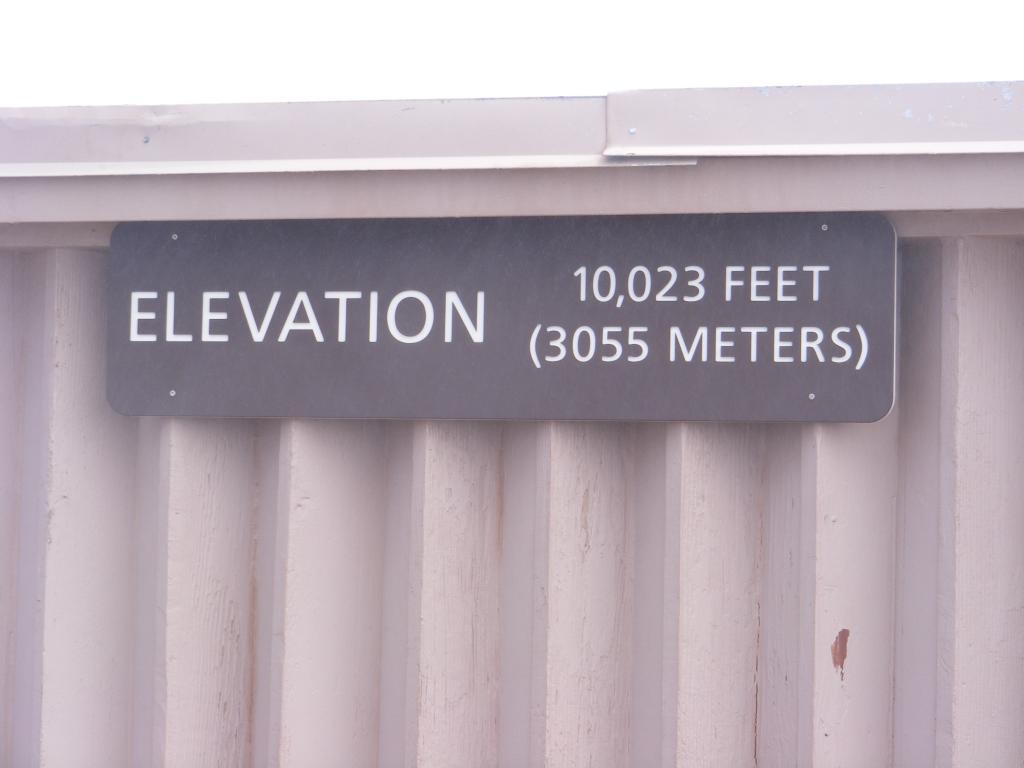 ELEVATION
10,023 FEET
(3055 METERS)